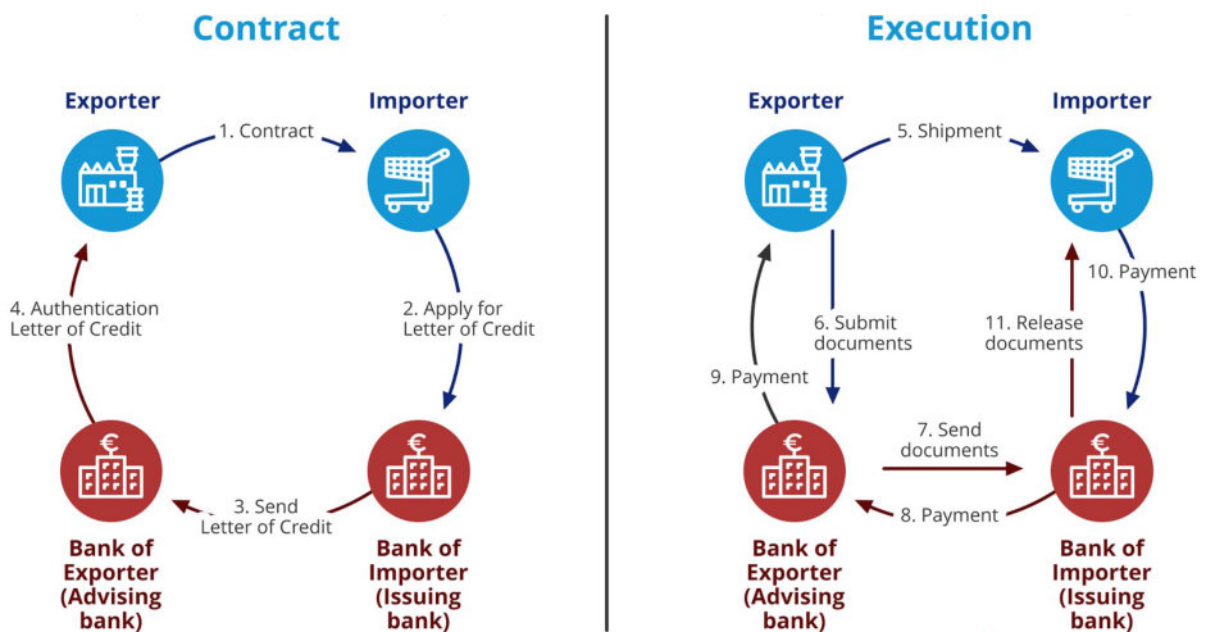 Contract
Exporter
Importer
1. Contract
4. Authentication
Letter of Credit
2. Apply for
Letter of Credit
€
€
3. Send
Letter of Credit
Bank of
Exporter
(Advising
bank)
Bank of
Importer
(Issuing
bank)
Execution
Exporter
Importer
5. Shipment
10. Payment
6. Submit
documents
11. Release
documents
9. Payment
€
€
7. Send
documents
8. Payment
Bank of
Exporter
(Advising
bank)
Bank of
Importer
(Issuing
bank)